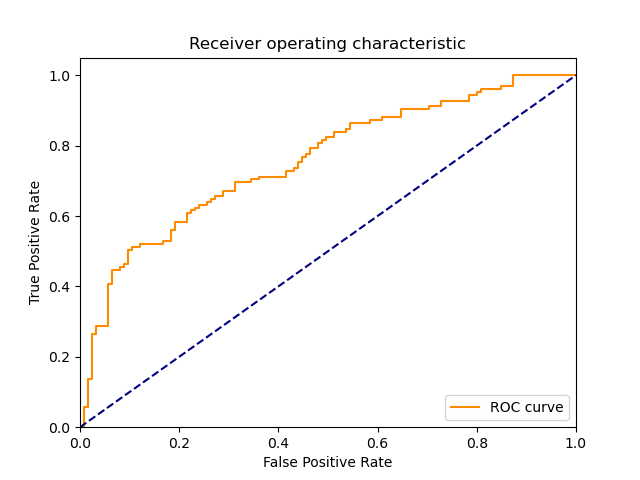 Receiver operating characteristic
1.0
0.8
0.6
0.4
0.2
0.0
True Positive Rate
ROC curve
0.0 0.2 0.4 0.6 0.8 1.0
False Positive Rate